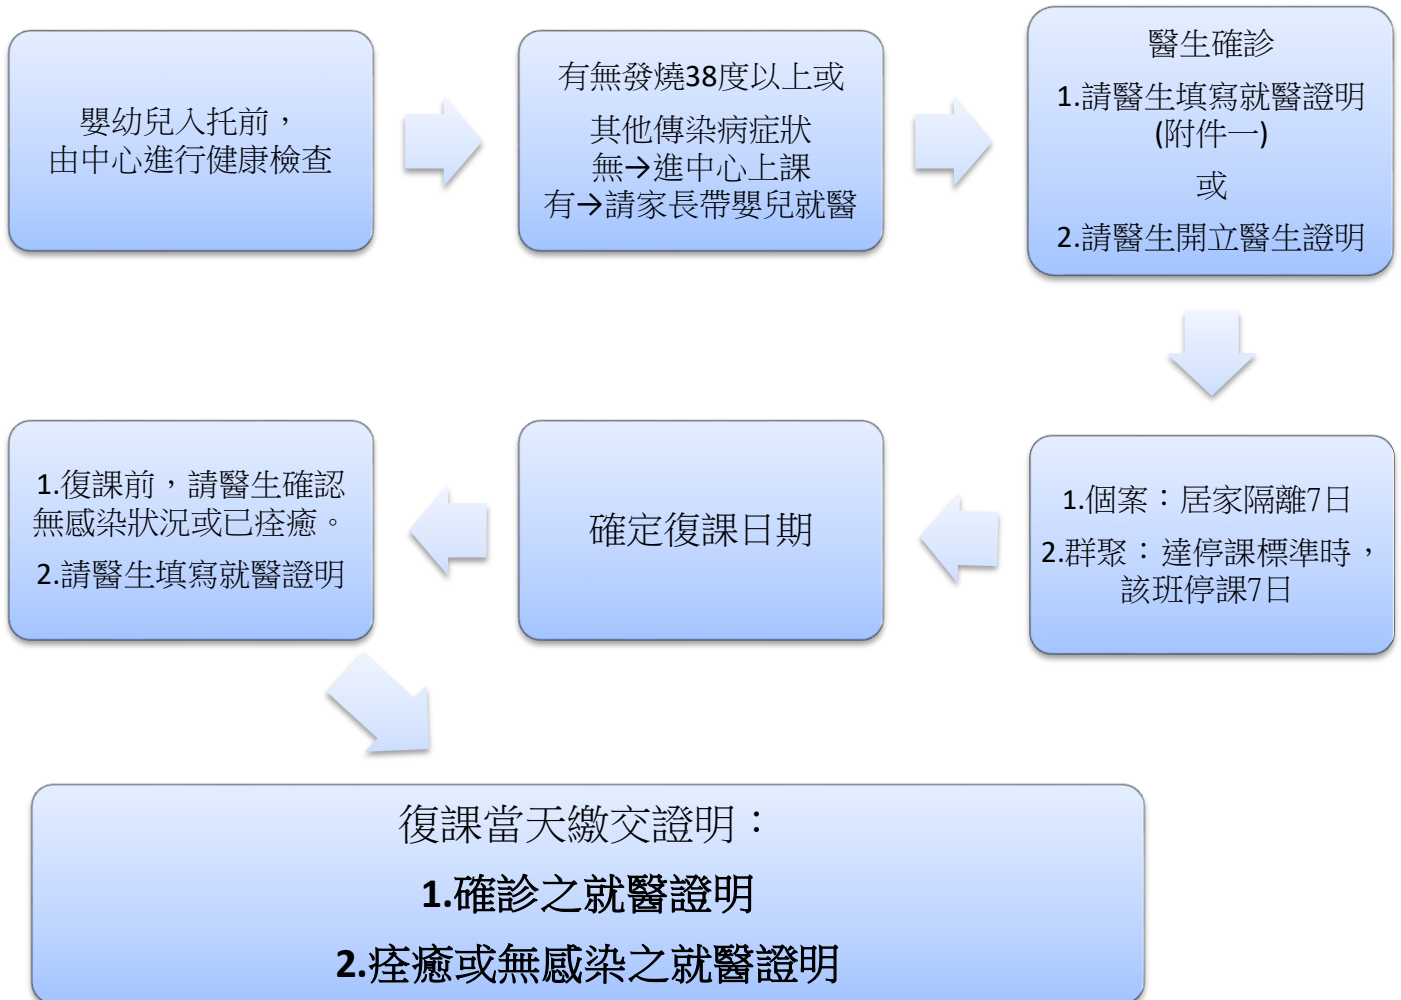 嬰幼兒入托前，
由中心進行健康檢查
有無發燒38度以上或
其他傳染病症狀
無→進中心上課
有→請家長帶嬰兒就醫
醫生確診
1.請醫生填寫就醫證明
(附件一)
或
2.請醫生開立醫生證明
1.個案：居家隔離7日
2.群聚：達停課標準時，
該班停課7日
確定復課日期
1.復課前，請醫生確認
無感染狀況或已痊癒。
2.請醫生填寫就醫證明
復課當天繳交證明：
1.確診之就醫證明
2.痊癒或無感染之就醫證明